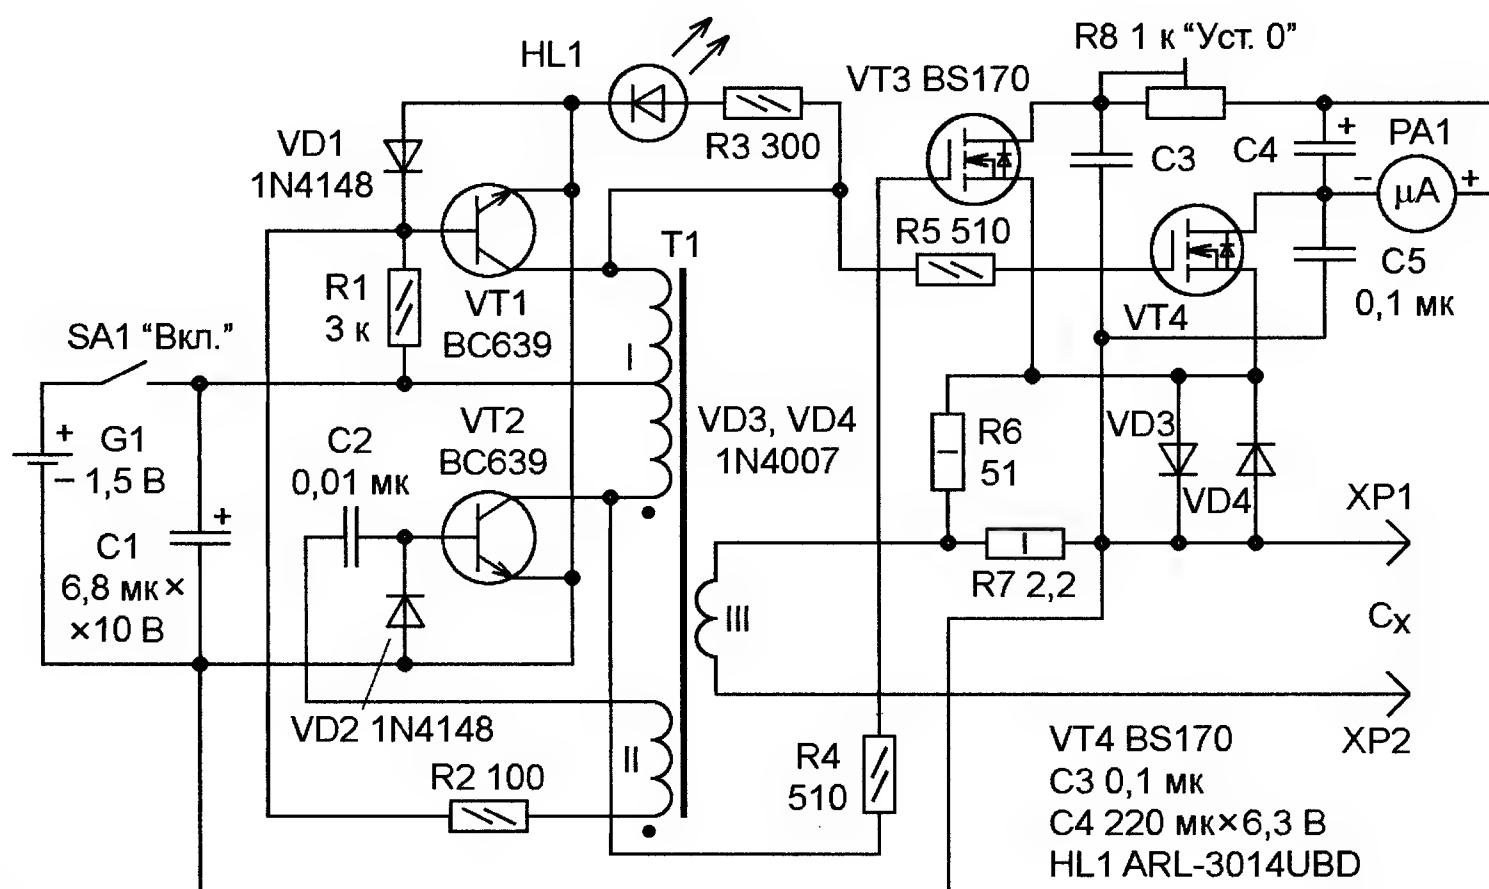 HL1
R8 1 к “Уст. 0”
VT3 BS170
VD1
1N4148
R3 300
C3
C4
+
PA1
−
μA
+
R5 510
T1
R1
3 к
VT1
BC639
I
C5
0,1 мк
VT4
SA1 “Вкл.”
+
G1
− 1,5 В
C2
0,01 мк
VT2
BC639
VD3, VD4
1N4007
R6
51
VD3
VD4
XP1
C1
+
6,8 мк ×
×10 В
R7 2,2
III
Cx
VD2 1N4148
II
R2 100
R4
510
XP2
VT4 BS170
C3 0,1 мк
C4 220 мк×6,3 В
HL1 ARL-3014UBD